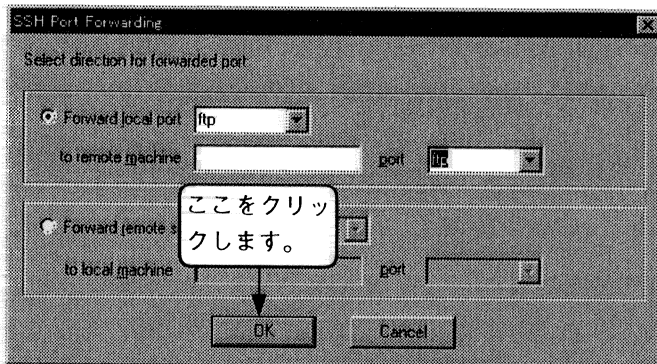 SSH Port Forwarding
Select direction for forwarded port
Forward local port ftp
to remote machine port ftp
ここをクリッ
クします。
Forward remote s
to local machine port
OK Cancel